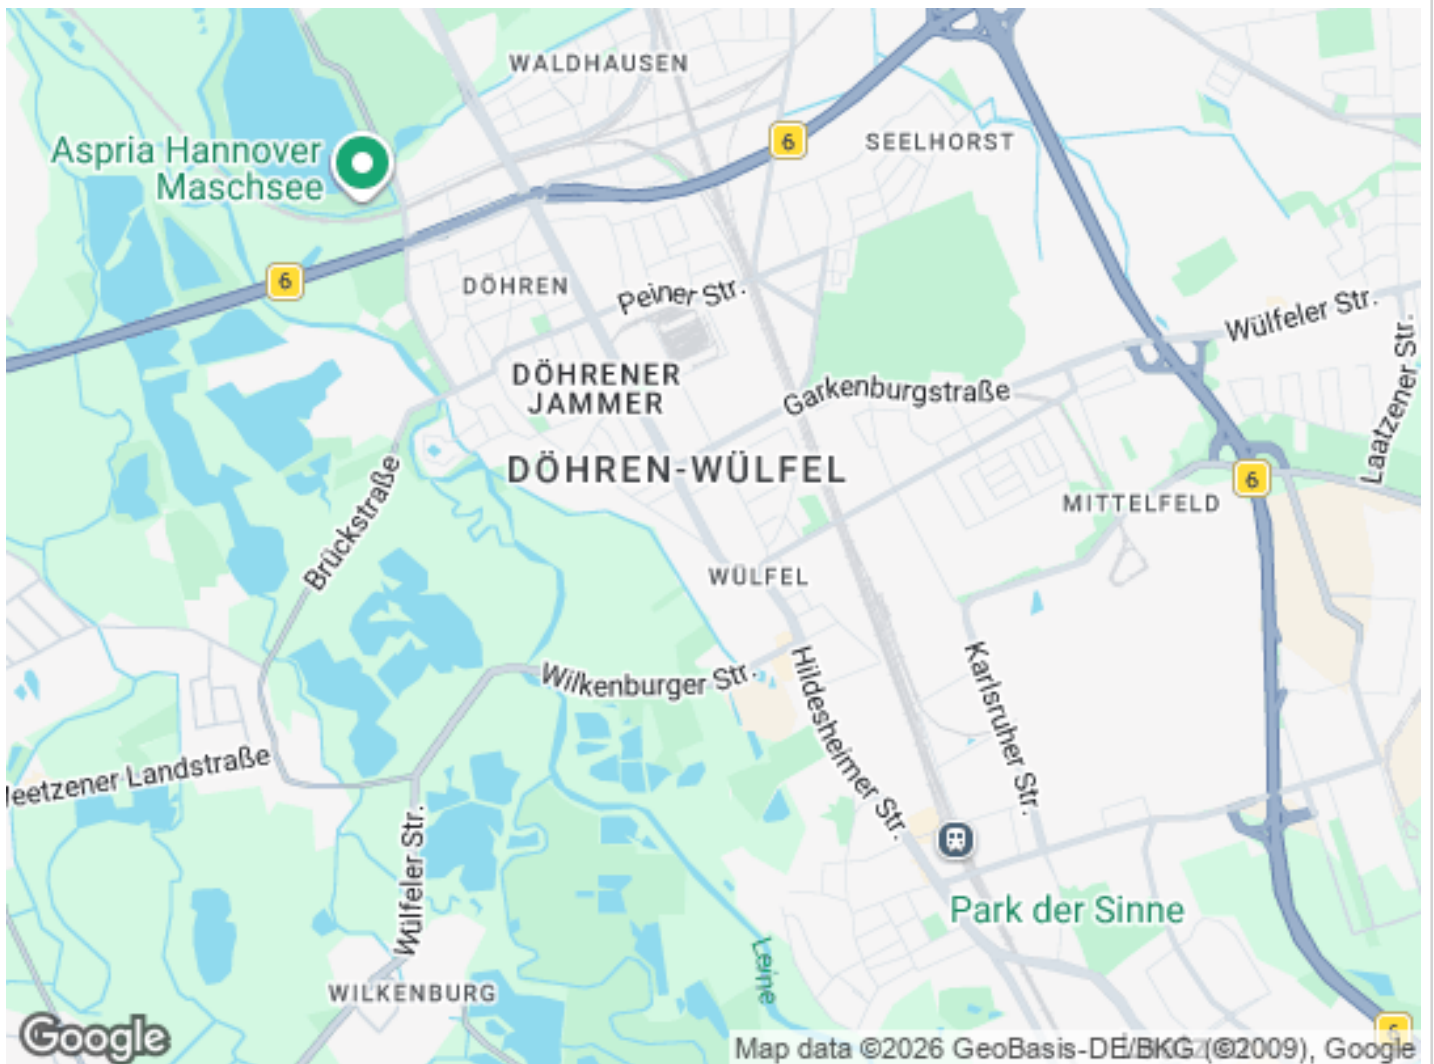 WALDHAUSEN
6
SEELHORST
Aspria Hannover
Maschsee
6
DÖHREN
Peiner Str.
Wülfeler Str.
Laatzener Str.
DÖHRENER
JAMMER
Garkenburgstraße
DÖHREN-WÜLFEL
6
MITTELFELD
Brückstraße
WÜLFEL
Wilkenburger Str.
Hildesheimer Str.
Karlsruher Str.
Wülfeler Str.
Park der Sinne
Leine
WILKENBURG
6
Google
Map data ©2026 GeoBasis-DE/BKG (©2009), Google